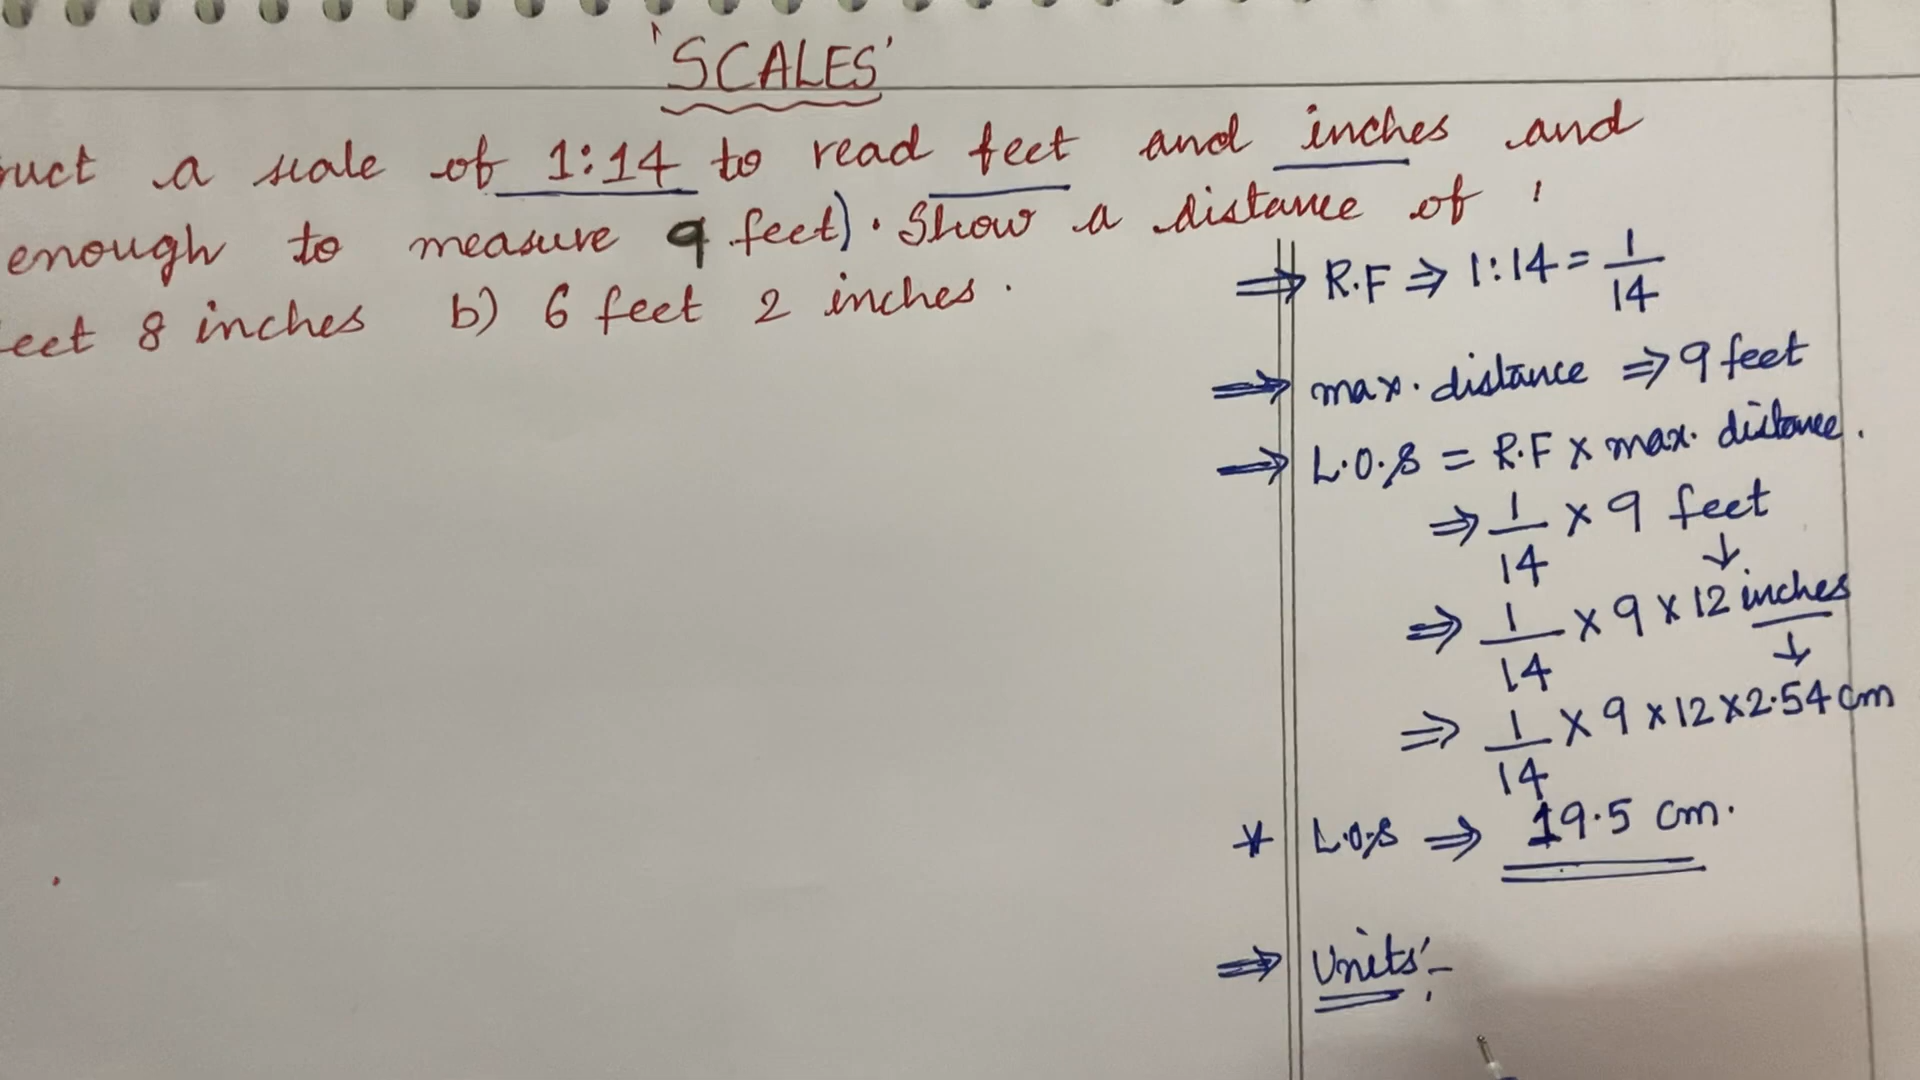 'SCALES'
ruct a scale of 1:14 to read feet and inches and
enough to measure 9 feet). Show a distance of
eet 8 inches b) 6 feet 2 inches.
⇒ R.F ⇒ 1:14 = 1/14
⇒ max. distance ⇒ 9 feet
⇒ L.O.S = R.F x max. distance.
⇒ 1/14 x 9 feet
↓
⇒ 1/14 x 9 x 12 inches
↓
⇒ 1/14 x 9 x 12 x 2.54 cm
* L.O.S ⇒ 19.5 cm.
⇒ Units:-